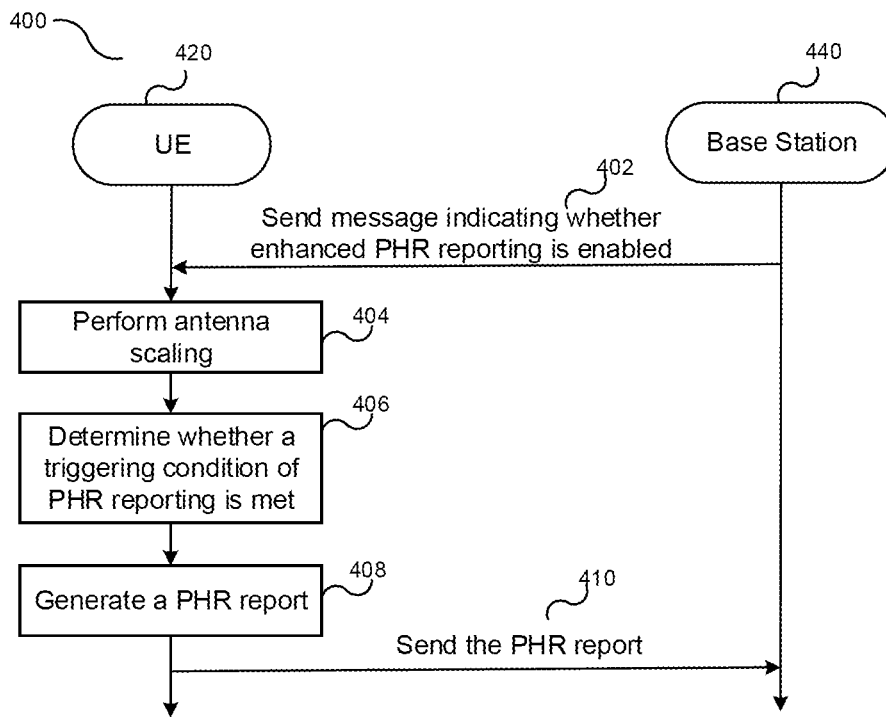 400
420
440
UE
Base Station
402
Send message indicating whether
enhanced PHR reporting is enabled
Perform antenna
scaling
404
406
Determine whether a
triggering condition of
PHR reporting is met
408
Generate a PHR report
410
Send the PHR report